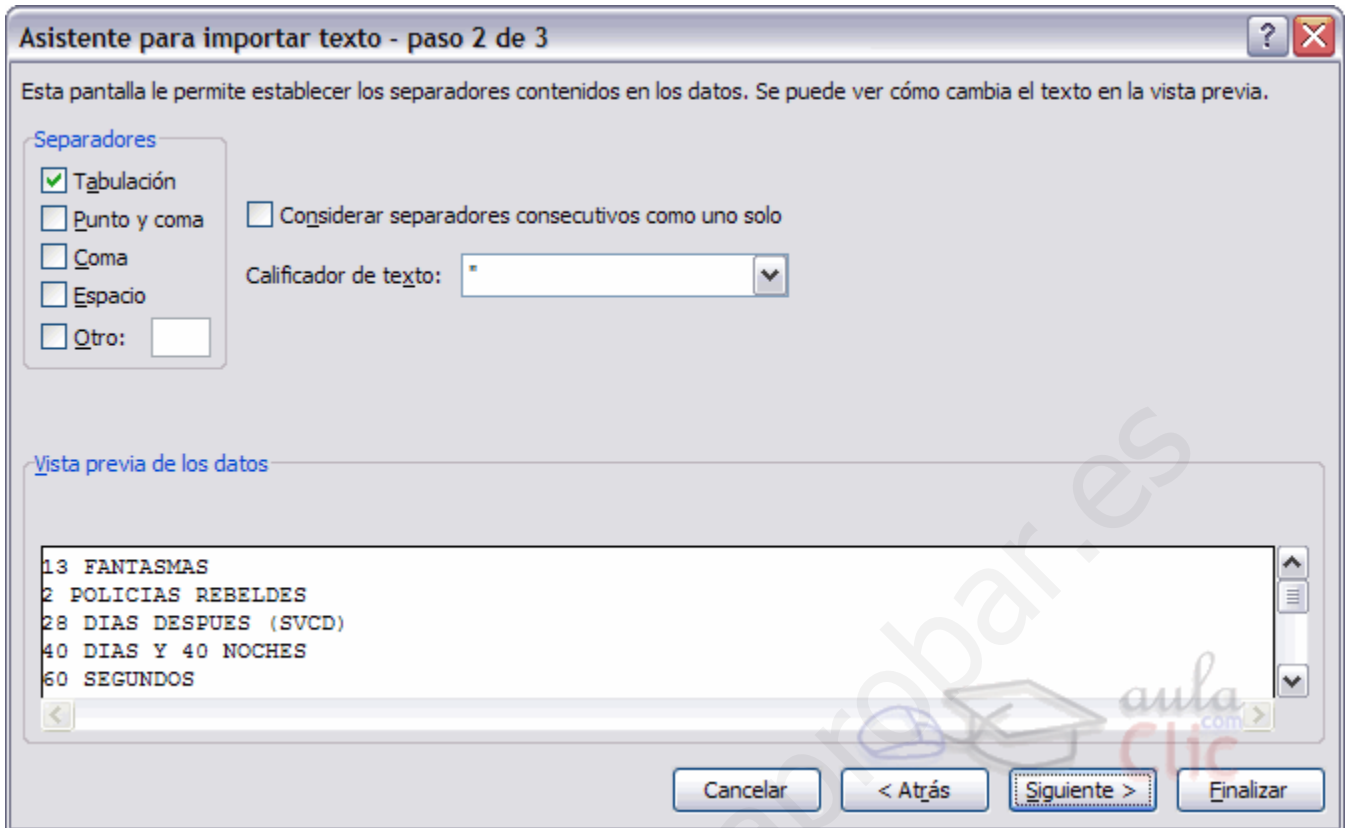 Asistente para importar texto - paso 2 de 3
Esta pantalla le permite establecer los separadores contenidos en los datos. Se puede ver cómo cambia el texto en la vista previa.
Separadores
Tabulación
Punto y coma
Considerar separadores consecutivos como uno solo
Coma
Calificador de texto: "
Espacio
Otro:
Vista previa de los datos
13 FANTASMAS
2 POLICIAS REBELDES
28 DIAS DESPUES (SVCD)
40 DIAS Y 40 NOCHES
60 SEGUNDOS
aula
.com
Clic
Cancelar
< Atrás
Siguiente >
Finalizar
probar.es